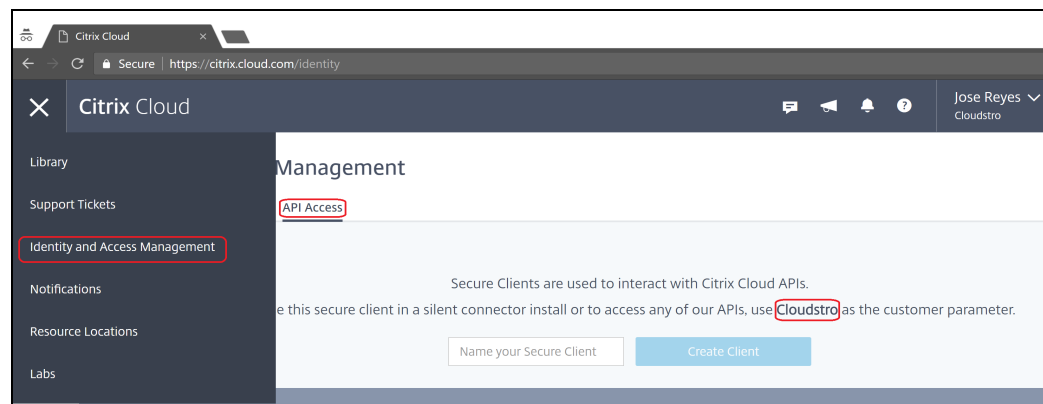 Citrix Cloud
Secure | https://citrix.cloud.com/identity
Citrix Cloud
Jose Reyes
Cloudstro
Library
Management
Support Tickets
API Access
Identity and Access Management
Secure Clients are used to interact with Citrix Cloud APIs.
Notifications
e this secure client in a silent connector install or to access any of our APIs, use Cloudstro as the customer parameter.
Resource Locations
Name your Secure Client Create Client
Labs